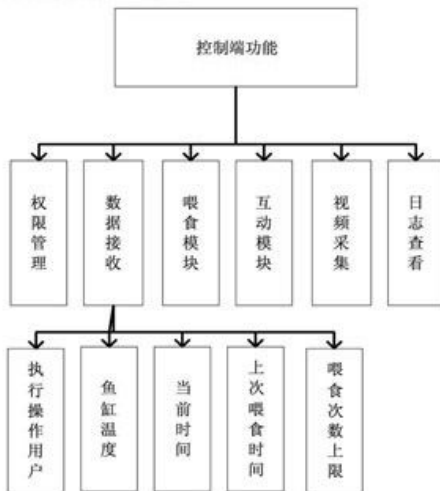 控制端功能
权限管理
数据接收
喂食模块
互动模块
视频采集
日志查看
执行操作用户
鱼缸温度
当前时间
上次喂食时间
喂食次数上限